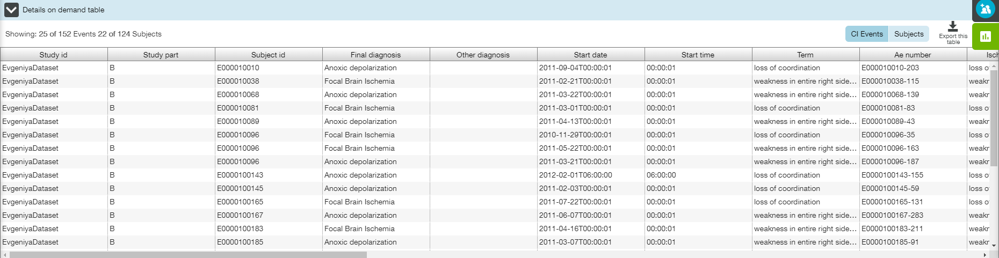 Details on demand table
Showing: 25 of 152 Events 22 of 124 Subjects
CI Events Subjects Export this table
Study id Study part Subject id Final diagnosis Other diagnosis Start date Start time Term Ae number Isch
EvgeniyaDataset B E000010010 Anoxic depolarization 2011-09-04T00:00:01 00:00:01 loss of coordination E000010010-203 loss o
EvgeniyaDataset B E000010038 Focal Brain Ischemia 2011-02-21T00:00:01 00:00:01 weakness in entire right side... E000010038-115 weakr
EvgeniyaDataset B E000010068 Anoxic depolarization 2011-03-22T00:00:01 00:00:01 weakness in entire right side... E000010068-139 weakr
EvgeniyaDataset B E000010081 Focal Brain Ischemia 2011-03-01T00:00:01 00:00:01 loss of coordination E000010081-83 loss o
EvgeniyaDataset B E000010089 Anoxic depolarization 2011-04-13T00:00:01 00:00:01 weakness in entire right side... E000010089-43 weakr
EvgeniyaDataset B E000010096 Focal Brain Ischemia 2010-11-29T00:00:01 00:00:01 loss of coordination E000010096-35 loss o
EvgeniyaDataset B E000010096 Focal Brain Ischemia 2011-05-22T00:00:01 00:00:01 weakness in entire right side... E000010096-163 weakr
EvgeniyaDataset B E000010096 Anoxic depolarization 2011-03-21T00:00:01 00:00:01 weakness in entire right side... E000010096-187 weakr
EvgeniyaDataset B E0000100143 Anoxic depolarization 2012-02-01T06:00:00 06:00:00 loss of coordination E0000100143-155 loss o
EvgeniyaDataset B E0000100145 Anoxic depolarization 2011-02-03T00:00:01 00:00:01 loss of coordination E0000100145-59 loss o
EvgeniyaDataset B E0000100165 Focal Brain Ischemia 2011-07-22T00:00:01 00:00:01 loss of coordination E0000100165-131 loss o
EvgeniyaDataset B E0000100167 Anoxic depolarization 2011-06-07T00:00:01 00:00:01 weakness in entire right side... E0000100167-283 weakr
EvgeniyaDataset B E0000100183 Focal Brain Ischemia 2011-04-16T00:00:01 00:00:01 weakness in entire right side... E0000100183-211 weakr
EvgeniyaDataset B E0000100185 Anoxic depolarization 2011-03-07T00:00:01 00:00:01 weakness in entire right side... E0000100185-91 weakr